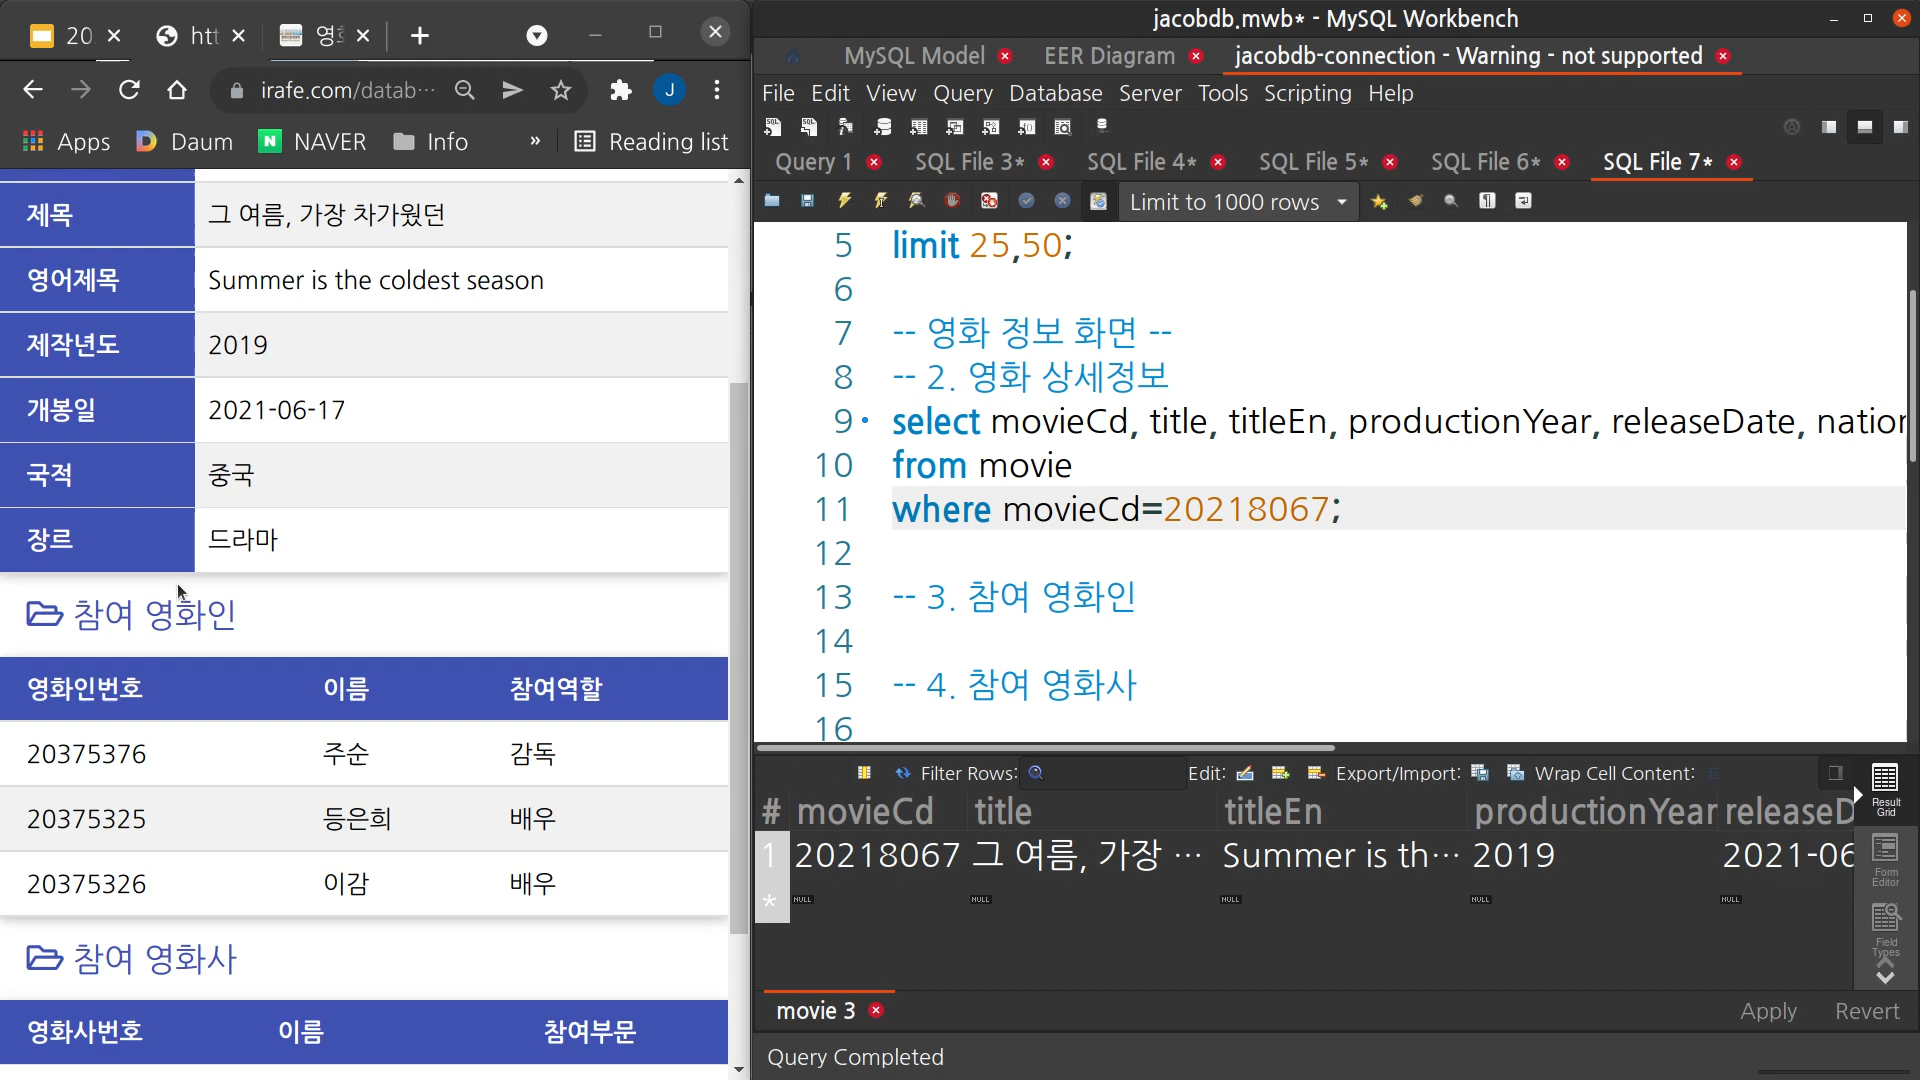 20
htt
영화
irafe.com/datab…
J
Apps
Daum
NAVER
Info
»
Reading list
제목
그 여름, 가장 차가웠던
영어제목
Summer is the coldest season
제작년도
2019
개봉일
2021-06-17
국적
중국
장르
드라마
참여 영화인
영화인번호 이름 참여역할
20375376 주순 감독
20375325 등은희 배우
20375326 이감 배우
참여 영화사
영화사번호 이름 참여부문
jacobdb.mwb* - MySQL Workbench
MySQL Model
EER Diagram
jacobdb-connection - Warning - not supported
File Edit View Query Database Server Tools Scripting Help
Query 1
SQL File 3*
SQL File 4*
SQL File 5*
SQL File 6*
SQL File 7*
Limit to 1000 rows
5 limit 25,50;
6
7 -- 영화 정보 화면 --
8 -- 2. 영화 상세정보
9 select movieCd, title, titleEn, productionYear, releaseDate, nation
10 from movie
11 where movieCd=20218067;
12
13 -- 3. 참여 영화인
14
15 -- 4. 참여 영화사
16
Filter Rows:
Edit:
Export/Import:
Wrap Cell Content:
# movieCd title titleEn productionYear releaseD
1 20218067 그 여름, 가장 … Summer is th… 2019 2021-06
* NULL NULL NULL NULL NULL
Result Grid
Form Editor
Field Types
movie 3
Apply
Revert
Query Completed